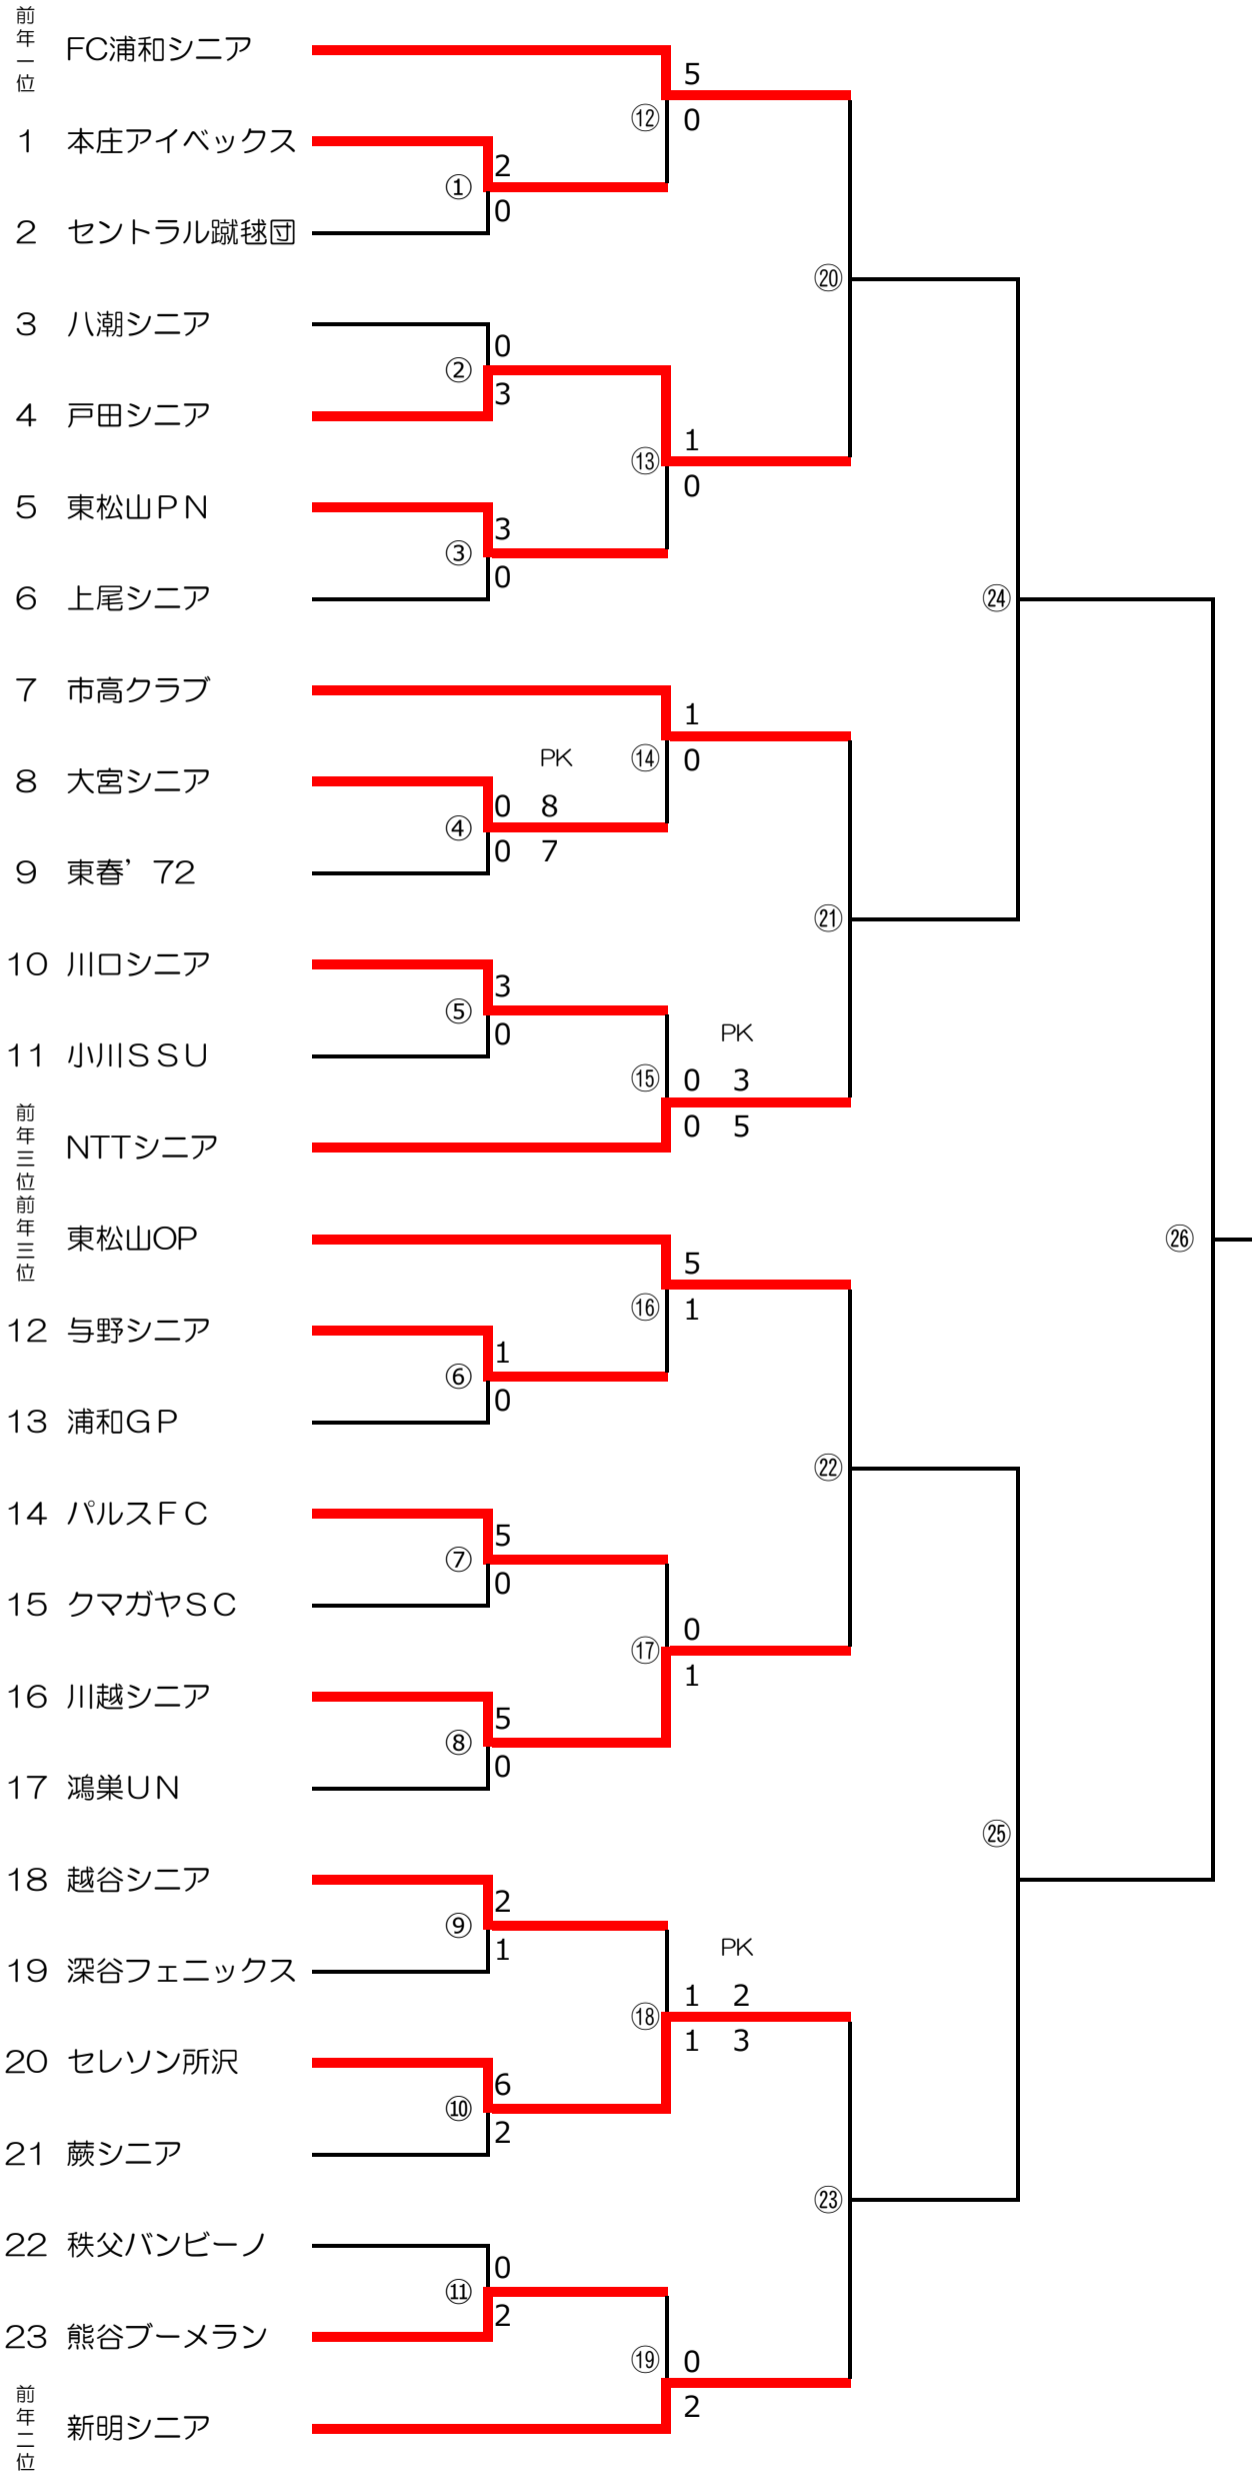 前年一位 FC浦和シニア
5
⑫
0
1 本庄アイベックス
2
①
0
2 セントラル蹴毬団
⑳
3 八潮シニア
0
②
3
4 戸田シニア
1
⑬
0
5 東松山ＰＮ
3
③
0
6 上尾シニア
㉔
7 市高クラブ
1
⑭
0
PK
8 大宮シニア
0 8
④
0 7
9 東春’72
㉑
10 川口シニア
3
⑤
0
PK
11 小川ＳＳＵ
⑮
0 3
0 5
前年三位 NTTシニア
前年三位 東松山OP
㉖
5
⑯
1
12 与野シニア
1
⑥
0
13 浦和ＧＰ
㉒
14 パルスＦＣ
5
⑦
0
15 クマガヤＳＣ
0
⑰
1
16 川越シニア
5
⑧
0
17 鴻巣ＵＮ
㉕
18 越谷シニア
2
⑨
1
19 深谷フェニックス
PK
1 2
⑱
1 3
20 セレソン所沢
6
⑩
2
21 蕨シニア
㉓
22 秩父バンビーノ
0
⑪
2
23 熊谷ブーメラン
0
⑲
2
前年二位 新明シニア